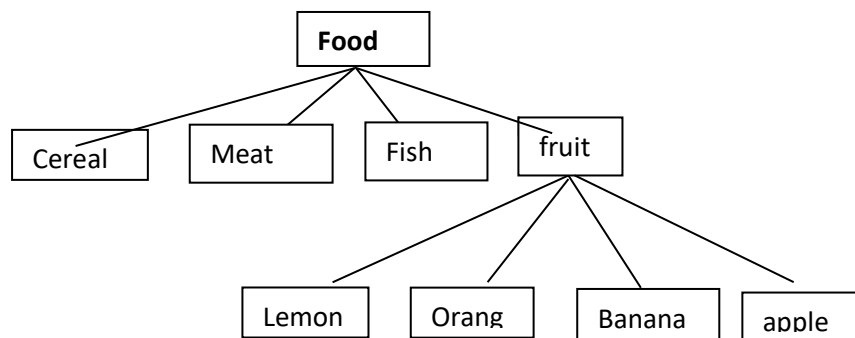 Food
Cereal
Meat
Fish
fruit
Lemon
Orang
Banana
apple